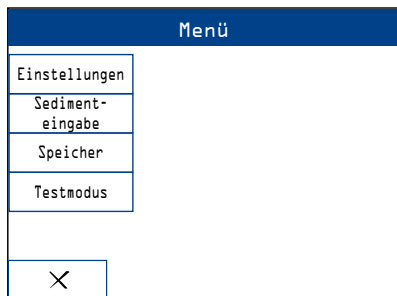 Menü
Einstellungen
Sediment-
eingabe
Speicher
Testmodus